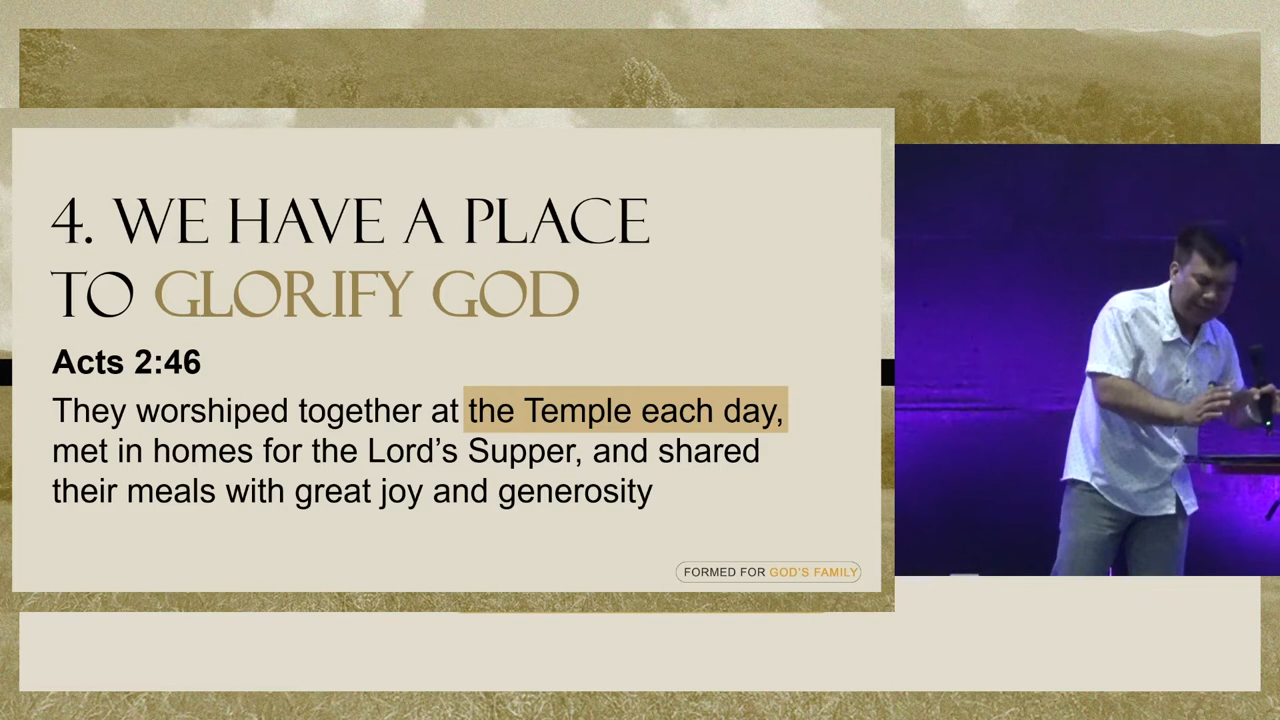 4. WE HAVE A PLACE
TO GLORIFY GOD
Acts 2:46
They worshiped together at the Temple each day,
met in homes for the Lord’s Supper, and shared
their meals with great joy and generosity
FORMED FOR GOD'S FAMILY